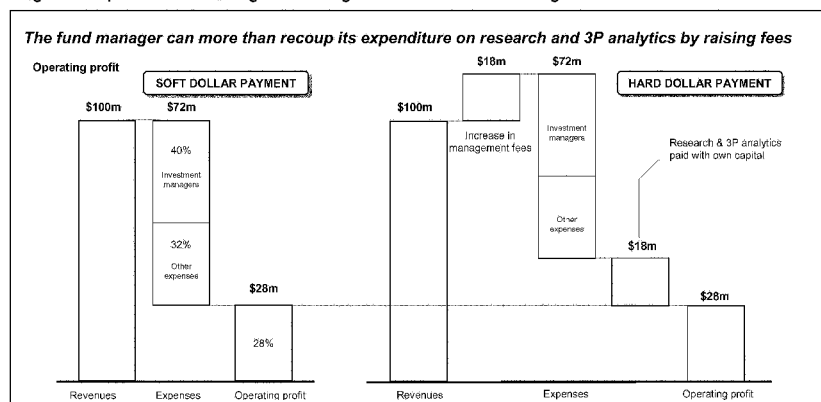 The fund manager can more than recoup its expenditure on research and 3P analytics by raising fees
Operating profit
SOFT DOLLAR PAYMENT
$100m
$72m
40%
Investment
managers
32%
Other
expenses
$28m
28%
Revenues
Expenses
Operating profit
HARD DOLLAR PAYMENT
$100m
$18m
Increase in
management fees
$72m
Investment
managers
Other
expenses
Research & 3P analytics
paid with own capital
$18m
$28m
Revenues
Expenses
Operating profit